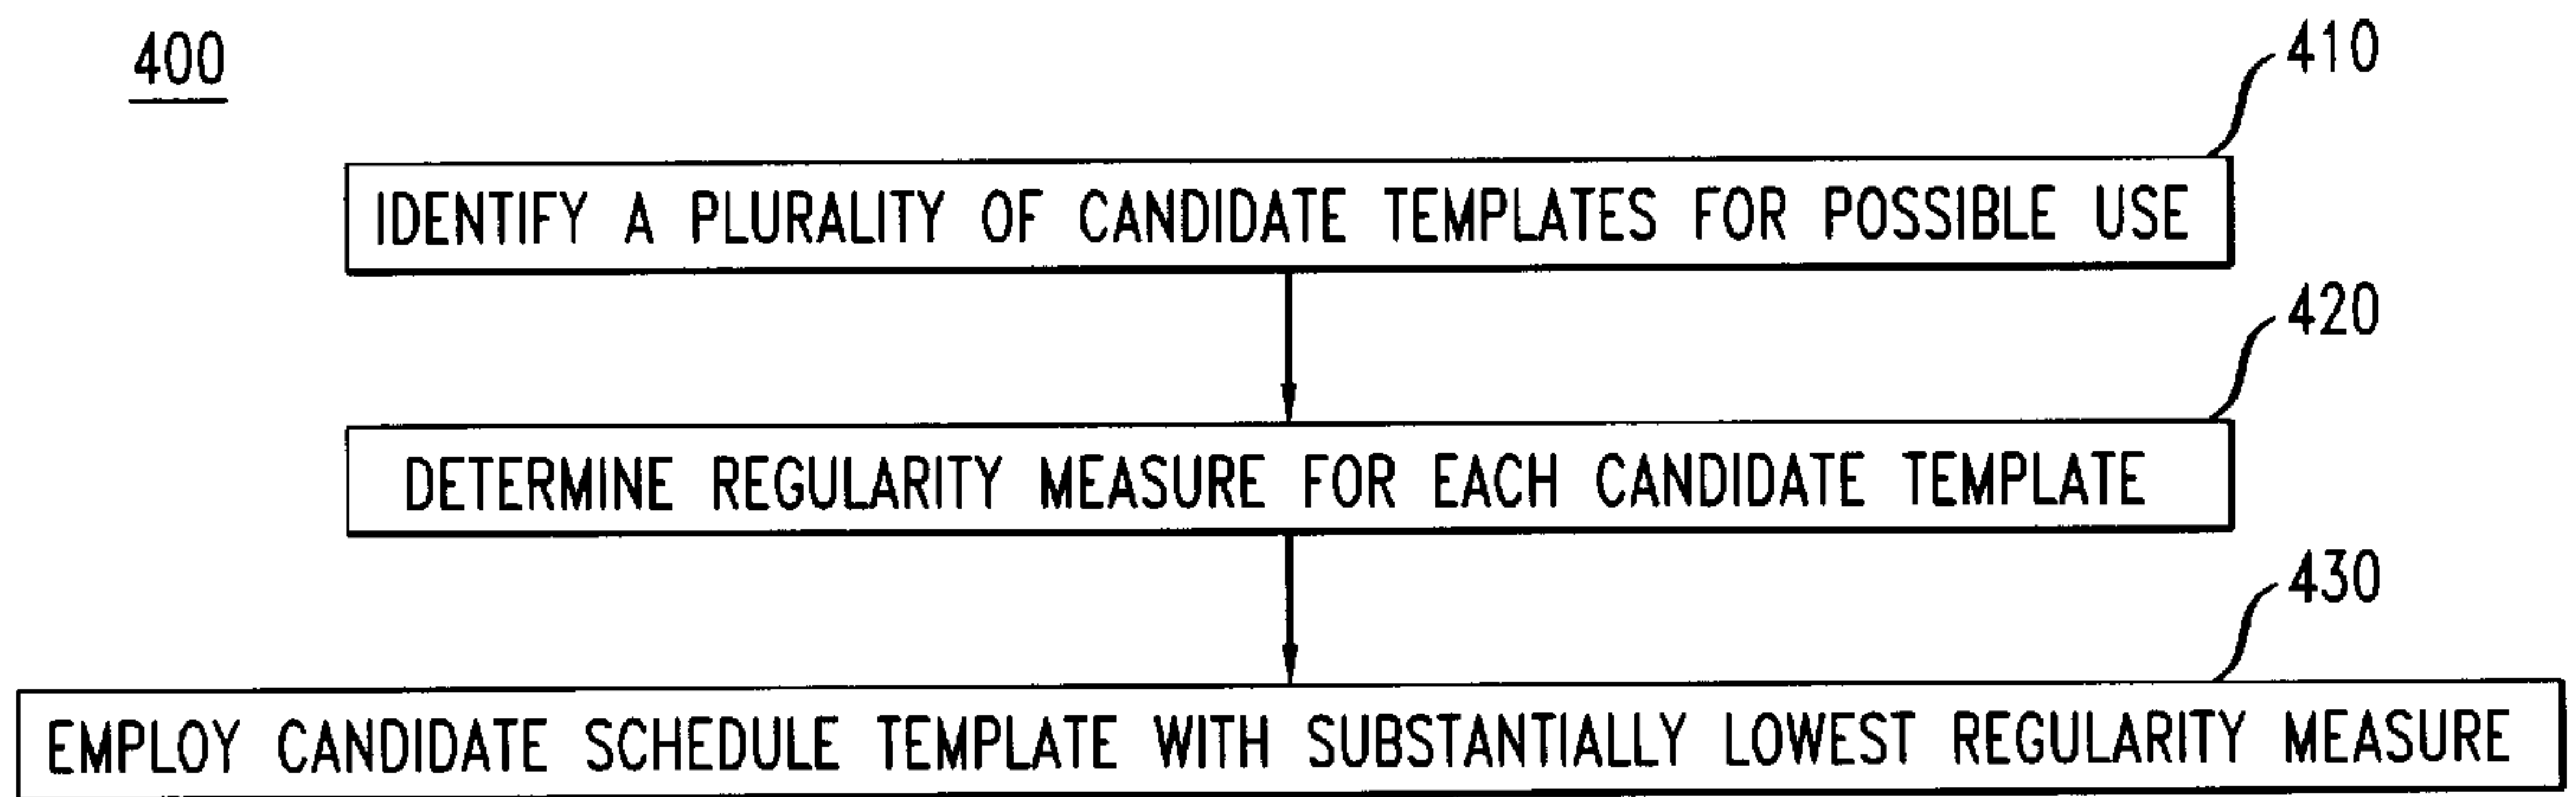 400
410
IDENTIFY A PLURALITY OF CANDIDATE TEMPLATES FOR POSSIBLE USE
420
DETERMINE REGULARITY MEASURE FOR EACH CANDIDATE TEMPLATE
430
EMPLOY CANDIDATE SCHEDULE TEMPLATE WITH SUBSTANTIALLY LOWEST REGULARITY MEASURE